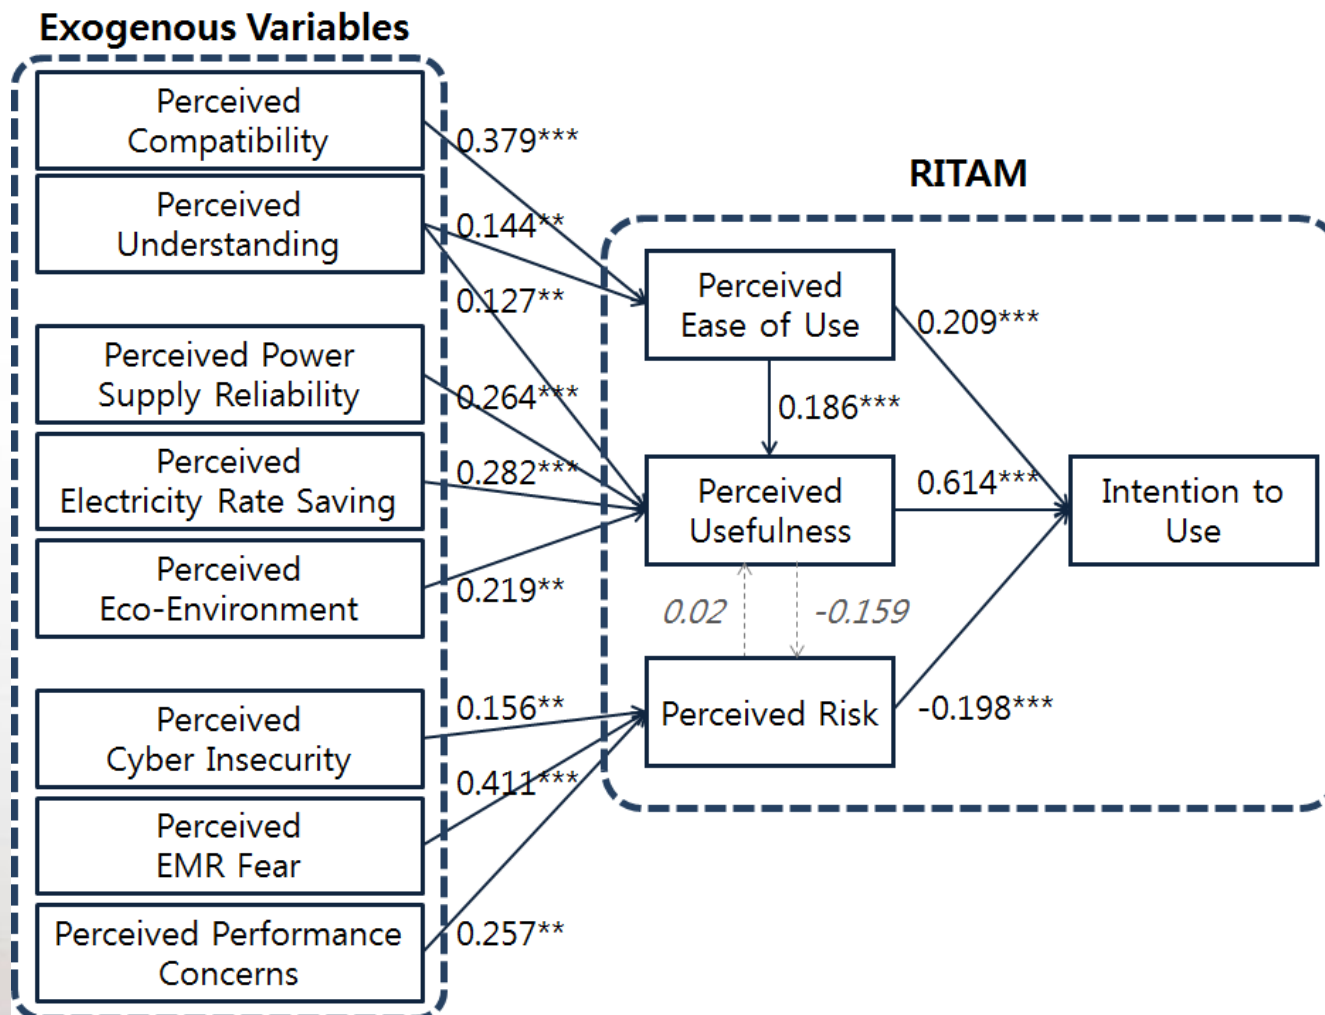 Exogenous Variables
Perceived
Compatibility
Perceived
Understanding
Perceived Power
Supply Reliability
Perceived
Electricity Rate Saving
Perceived
Eco-Environment
Perceived
Cyber Insecurity
Perceived
EMR Fear
Perceived Performance
Concerns
0.379***
0.144**
0.127**
0.264***
0.282***
0.219**
0.156**
0.411***
0.257**
RITAM
Perceived
Ease of Use
0.209***
0.186***
Perceived
Usefulness
0.614***
Intention to
Use
0.02
-0.159
Perceived Risk
-0.198***